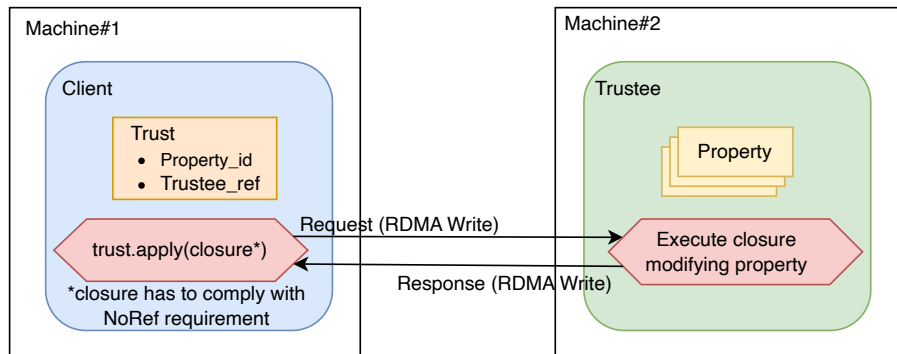 Machine#1
Client
Trust
• Property_id
• Trustee_ref
trust.apply(closure*)
*closure has to comply with
NoRef requirement
Request (RDMA Write)
Response (RDMA Write)
Machine#2
Trustee
Property
Execute closure
modifying property